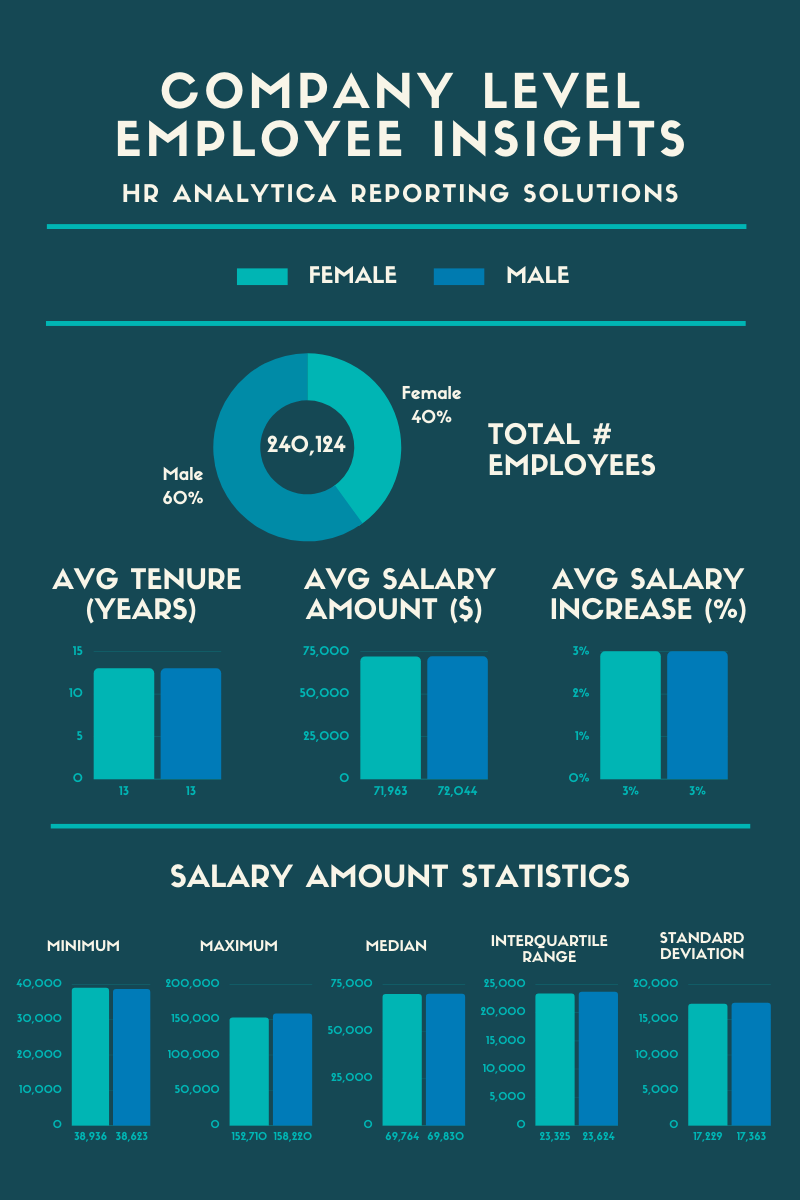 COMPANY LEVEL
EMPLOYEE INSIGHTS
HR ANALYTICA REPORTING SOLUTIONS
FEMALE MALE
Female
40%
240,124
Male
60%
TOTAL #
EMPLOYEES
AVG TENURE
(YEARS)
15
10
5
0
13 13
AVG SALARY
AMOUNT ($)
75,000
50,000
25,000
0
71,963 72,044
AVG SALARY
INCREASE (%)
3%
2%
1%
0%
3% 3%
SALARY AMOUNT STATISTICS
MINIMUM
40,000
30,000
20,000
10,000
0
38,936 38,623
MAXIMUM
200,000
150,000
100,000
50,000
0
152,710 158,220
MEDIAN
75,000
50,000
25,000
0
69,764 69,830
INTERQUARTILE
RANGE
25,000
20,000
15,000
10,000
5,000
0
23,325 23,624
STANDARD
DEVIATION
20,000
15,000
10,000
5,000
0
17,229 17,363